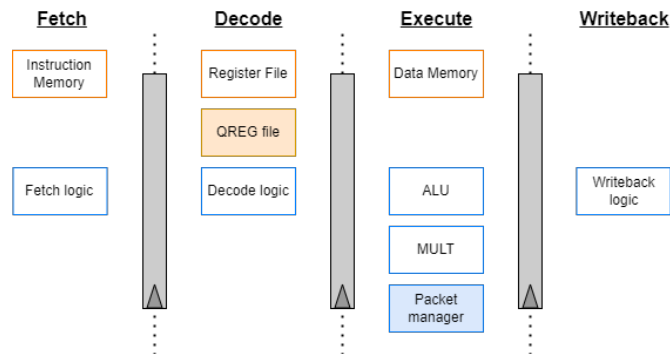 Fetch
Decode
Execute
Writeback
Instruction
Memory
Register File
Data Memory
QREG file
Fetch logic
Decode logic
ALU
Writeback
logic
MULT
Packet
manager